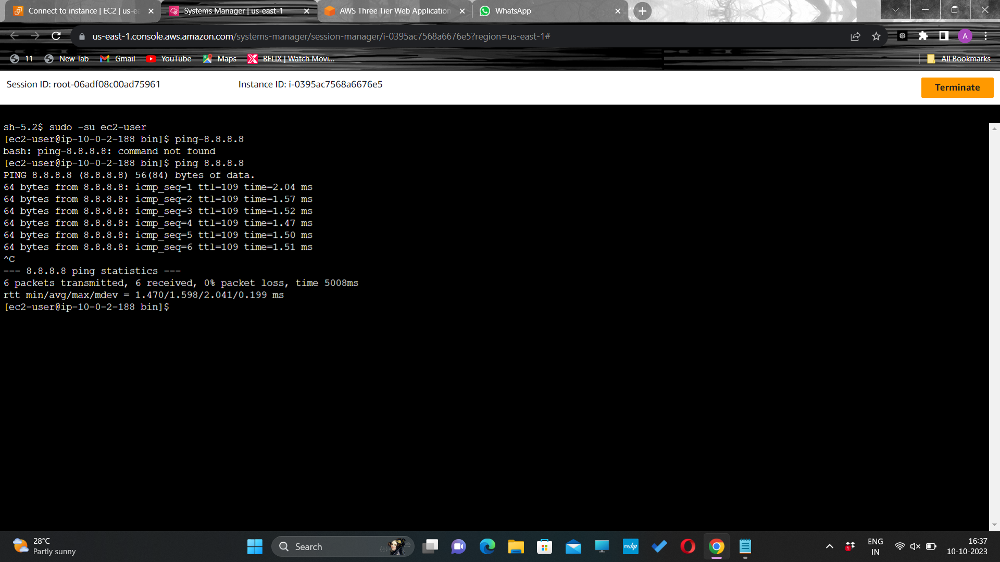 Connect to instance | EC2 | us-ea
Systems Manager | us-east-1
AWS Three Tier Web Application
WhatsApp
us-east-1.console.aws.amazon.com/systems-manager/session-manager/i-0395ac7568a6676e5?region=us-east-1#
A
11
New Tab
Gmail
YouTube
Maps
BFLIX | Watch Movi...
All Bookmarks
Session ID: root-06adf08c00ad75961
Instance ID: i-0395ac7568a6676e5
Terminate
sh-5.2$ sudo -su ec2-user
[ec2-user@ip-10-0-2-188 bin]$ ping-8.8.8.8
bash: ping-8.8.8.8: command not found
[ec2-user@ip-10-0-2-188 bin]$ ping 8.8.8.8
PING 8.8.8.8 (8.8.8.8) 56(84) bytes of data.
64 bytes from 8.8.8.8: icmp_seq=1 ttl=109 time=2.04 ms
64 bytes from 8.8.8.8: icmp_seq=2 ttl=109 time=1.57 ms
64 bytes from 8.8.8.8: icmp_seq=3 ttl=109 time=1.52 ms
64 bytes from 8.8.8.8: icmp_seq=4 ttl=109 time=1.47 ms
64 bytes from 8.8.8.8: icmp_seq=5 ttl=109 time=1.50 ms
64 bytes from 8.8.8.8: icmp_seq=6 ttl=109 time=1.51 ms
^C
--- 8.8.8.8 ping statistics ---
6 packets transmitted, 6 received, 0% packet loss, time 5008ms
rtt min/avg/max/mdev = 1.470/1.598/2.041/0.199 ms
[ec2-user@ip-10-0-2-188 bin]$
28°C
Partly sunny
Search
myhp
1
ENG
IN
16:37
10-10-2023